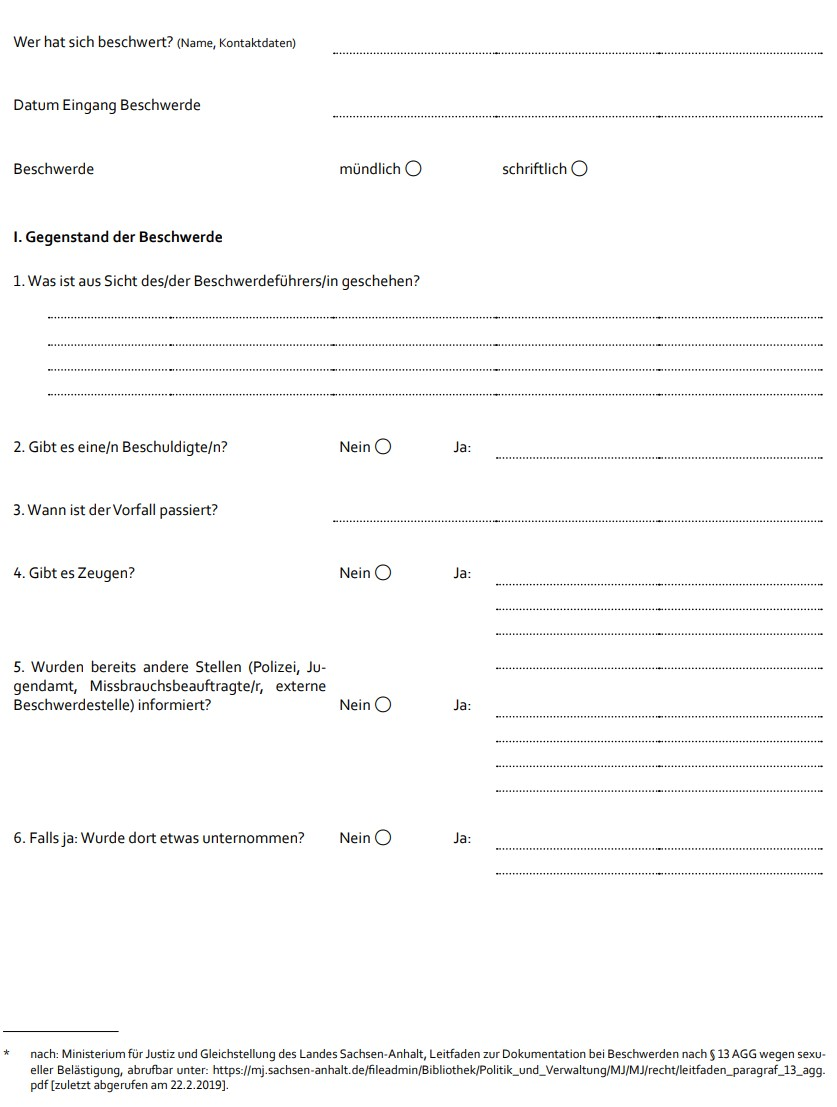 Wer hat sich beschwert? (Name, Kontaktdaten)
Datum Eingang Beschwerde
Beschwerde mündlich schriftlich
I. Gegenstand der Beschwerde
1. Was ist aus Sicht des/der Beschwerdeführers/in geschehen?
2. Gibt es eine/n Beschuldigte/n? Nein Ja:
3. Wann ist der Vorfall passiert?
4. Gibt es Zeugen? Nein Ja:
5. Wurden bereits andere Stellen (Polizei, Ju-
gendamt, Missbrauchsbeauftragte/r, externe
Beschwerdestelle) informiert? Nein Ja:
6. Falls ja: Wurde dort etwas unternommen? Nein Ja:
* nach: Ministerium für Justiz und Gleichstellung des Landes Sachsen-Anhalt, Leitfaden zur Dokumentation bei Beschwerden nach § 13 AGG wegen sexu-
eller Belästigung, abrufbar unter: https://mj.sachsen-anhalt.de/fileadmin/Bibliothek/Politik_und_Verwaltung/MJ/MJ/recht/leitfaden_paragraf_13_agg.
pdf [zuletzt abgerufen am 22.2.2019].